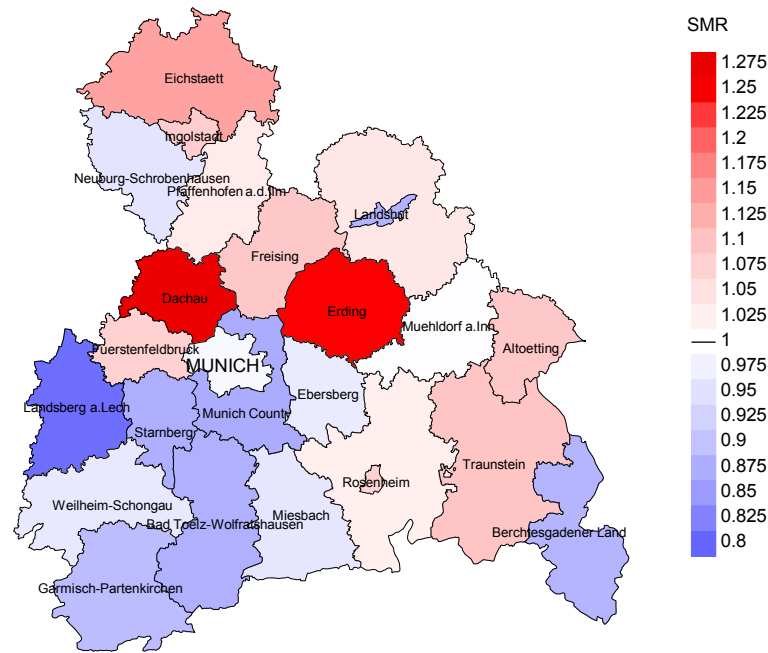 SMR
1.275
1.25
1.225
1.2
1.175
1.15
1.125
1.1
1.075
1.05
1.025
1
0.975
0.95
0.925
0.9
0.875
0.85
0.825
0.8
Eichstaett
Ingolstadt
Neuburg-Schrobenhausen
Pfaffenhofen a.d.Ilm
Landshut
Freising
Dachau
Erding
Muehldorf a.Inn
Altoetting
Fuerstenfeldbruck
MUNICH
Ebersberg
Landsberg a.Lech
Munich County
Starnberg
Traunstein
Rosenheim
Weilheim-Schongau
Miesbach
Bad Toelz-Wolfratshausen
Berchtesgadener Land
Garmisch-Partenkirchen